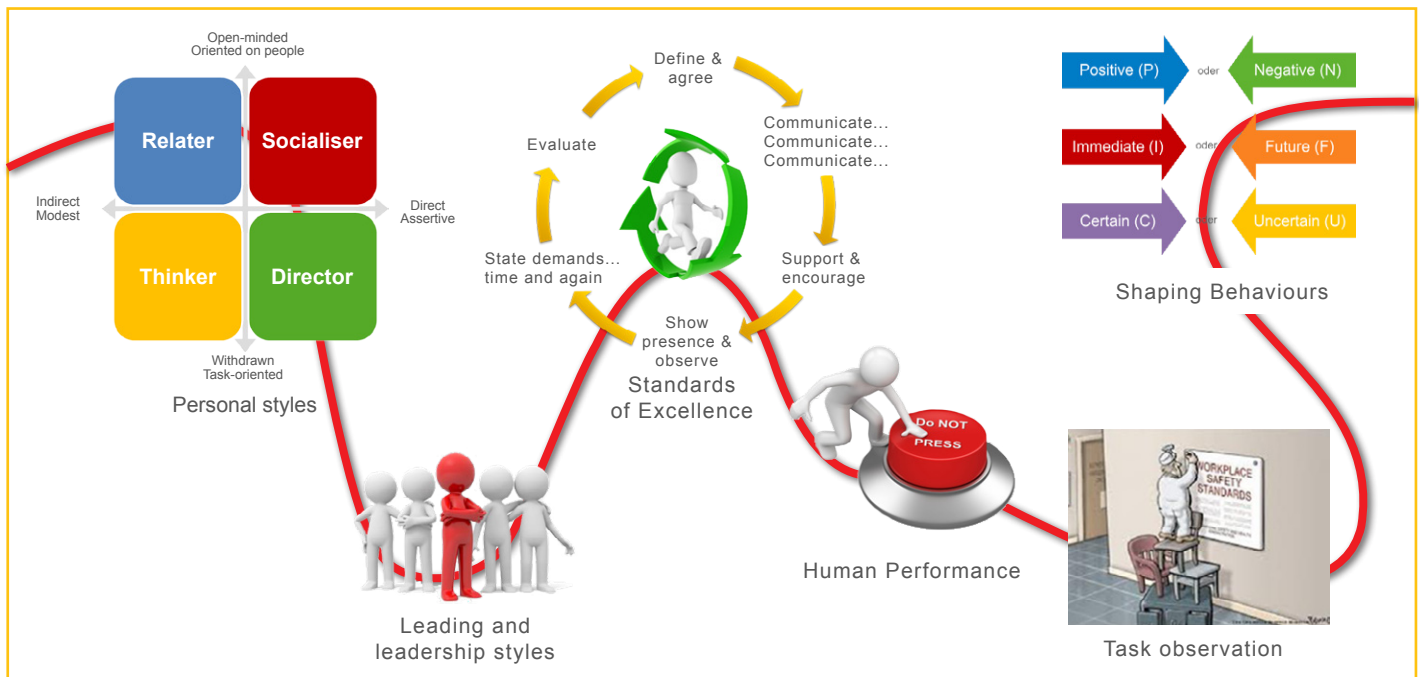 Open-minded
Oriented on people
Relater
Socialiser
Indirect
Modest
Direct
Assertive
Thinker
Director
Withdrawn
Task-oriented
Personal styles
Leading and
leadership styles
Define &
agree
Communicate...
Communicate...
Communicate...
Support &
encourage
Show
presence &
observe
State demands...
time and again
Evaluate
Standards
of Excellence
Do NOT
PRESS
Human Performance
WORKPLACE
SAFETY
STANDARDS
Task observation
Positive (P)
oder
Negative (N)
Immediate (I)
oder
Future (F)
Certain (C)
oder
Uncertain (U)
Shaping Behaviours